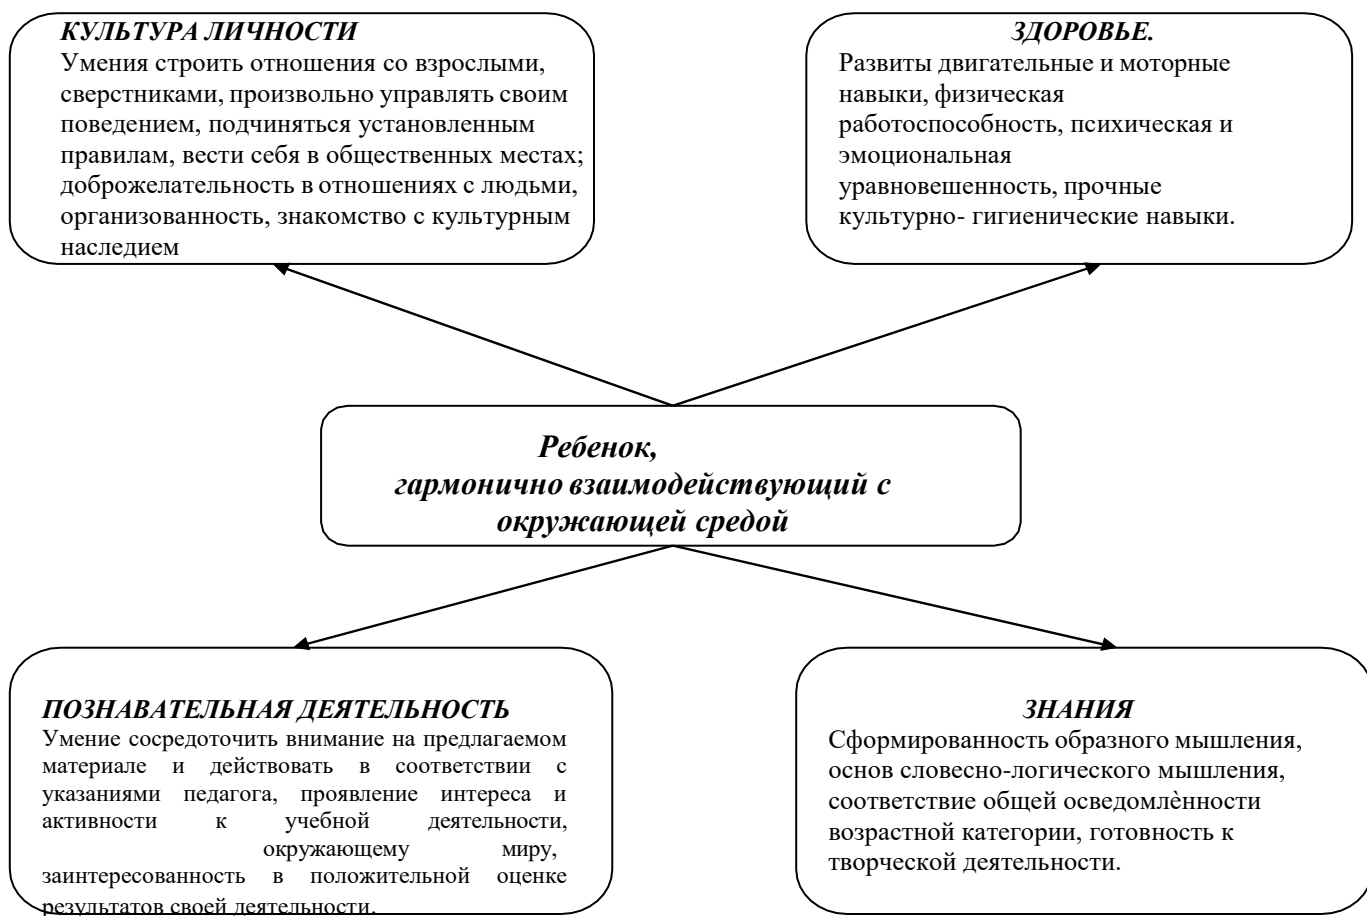 КУЛЬТУРА ЛИЧНОСТИ
Умения строить отношения со взрослыми,
сверстниками, произвольно управлять своим
поведением, подчиняться установленным
правилам, вести себя в общественных местах;
доброжелательность в отношениях с людьми,
организованность, знакомство с культурным
наследием
ЗДОРОВЬЕ.
Развиты двигательные и моторные
навыки, физическая
работоспособность, психическая и
эмоциональная
уравновешенность, прочные
культурно- гигиенические навыки.
Ребенок,
гармонично взаимодействующий с
окружающей средой
ПОЗНАВАТЕЛЬНАЯ ДЕЯТЕЛЬНОСТЬ
Умение сосредоточить внимание на предлагаемом
материале и действовать в соответствии с
указаниями педагога, проявление интереса и
активности к учебной деятельности,
окружающему миру,
заинтересованность в положительной оценке
результатов своей деятельности.
ЗНАНИЯ
Сформированность образного мышления,
основ словесно-логического мышления,
соответствие общей осведомлѐнности
возрастной категории, готовность к
творческой деятельности.